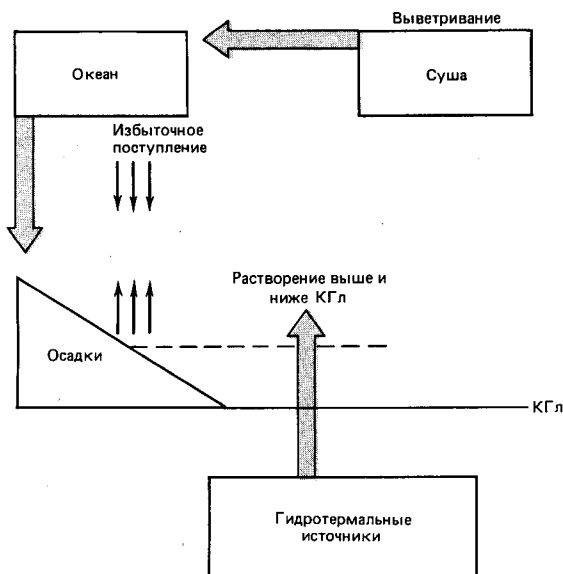 Выветривание
Океан
Суша
Избыточное
поступление
Растворение выше и
ниже КГл
Осадки
КГл
Гидротермальные
источники